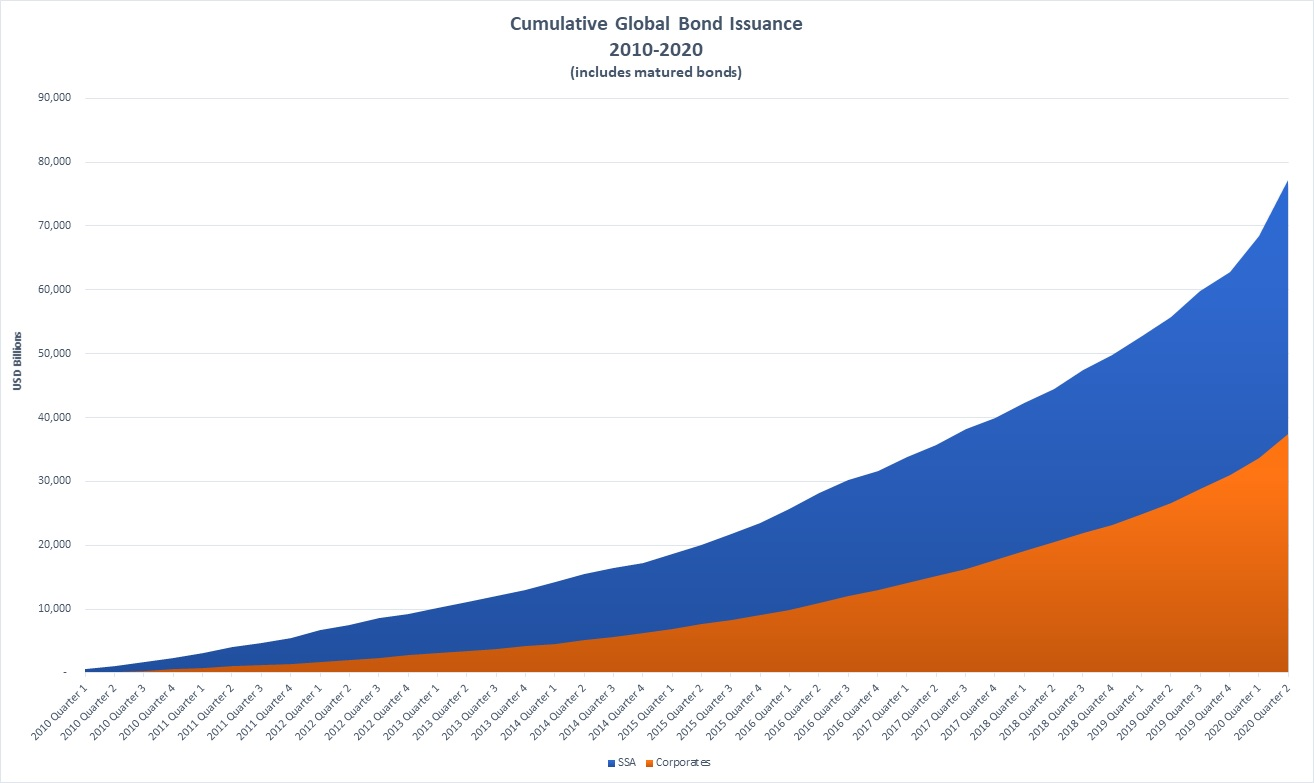 Cumulative Global Bond Issuance
2010-2020
(includes matured bonds)
90,000
80,000
70,000
60,000
50,000
40,000
30,000
20,000
10,000
-
USD Billions
2010 Quarter 1
2010 Quarter 2
2010 Quarter 3
2010 Quarter 4
2011 Quarter 1
2011 Quarter 2
2011 Quarter 3
2011 Quarter 4
2012 Quarter 1
2012 Quarter 2
2012 Quarter 3
2012 Quarter 4
2013 Quarter 1
2013 Quarter 2
2013 Quarter 3
2013 Quarter 4
2014 Quarter 1
2014 Quarter 2
2014 Quarter 3
2014 Quarter 4
2015 Quarter 1
2015 Quarter 2
2015 Quarter 3
2015 Quarter 4
2016 Quarter 1
2016 Quarter 2
2016 Quarter 3
2016 Quarter 4
2017 Quarter 1
2017 Quarter 2
2017 Quarter 3
2017 Quarter 4
2018 Quarter 1
2018 Quarter 2
2018 Quarter 3
2018 Quarter 4
2019 Quarter 1
2019 Quarter 2
2019 Quarter 3
2019 Quarter 4
2020 Quarter 1
2020 Quarter 2
SSA Corporates